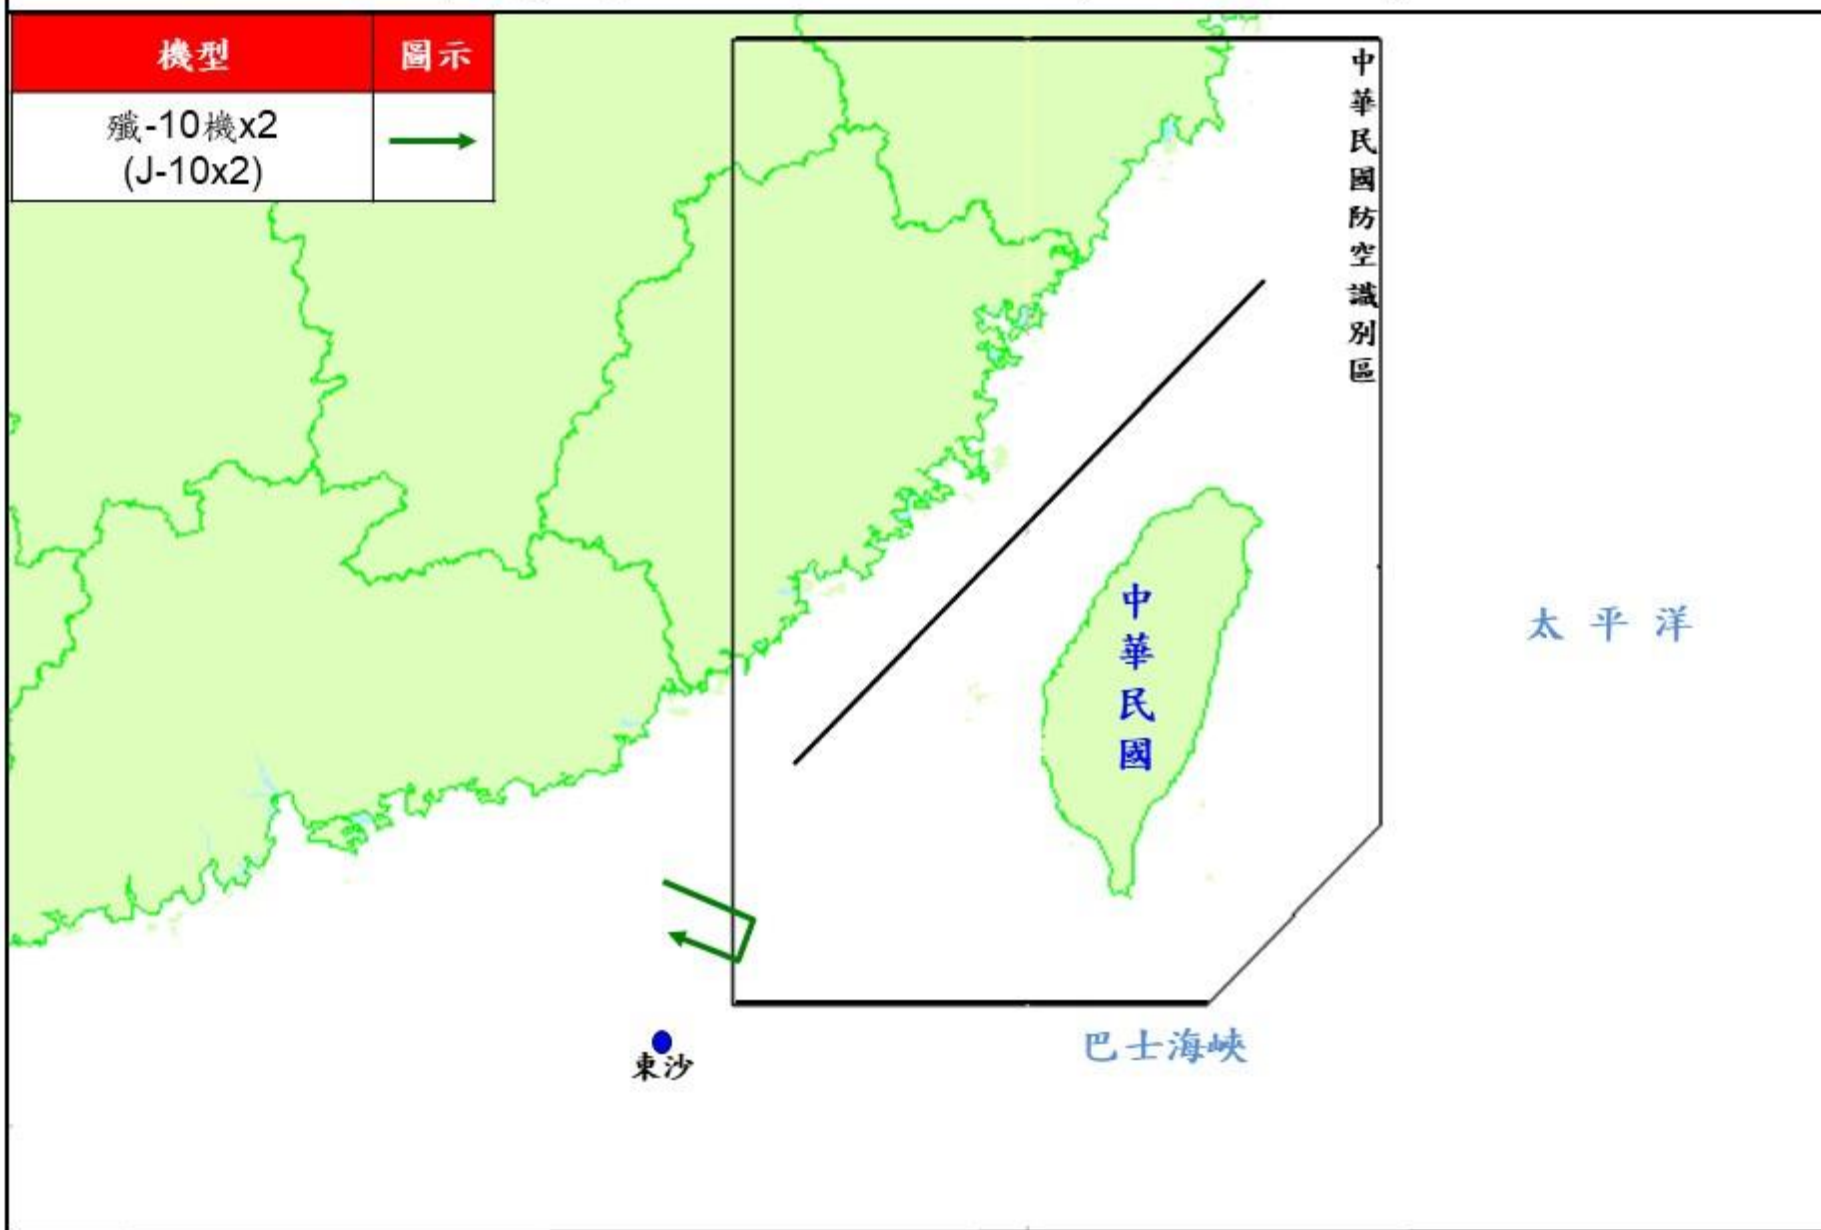 機型
圖示
殲-10機x2
(J-10x2)
中華民國防空識別區
中華民國
太平洋
巴士海峽
東沙